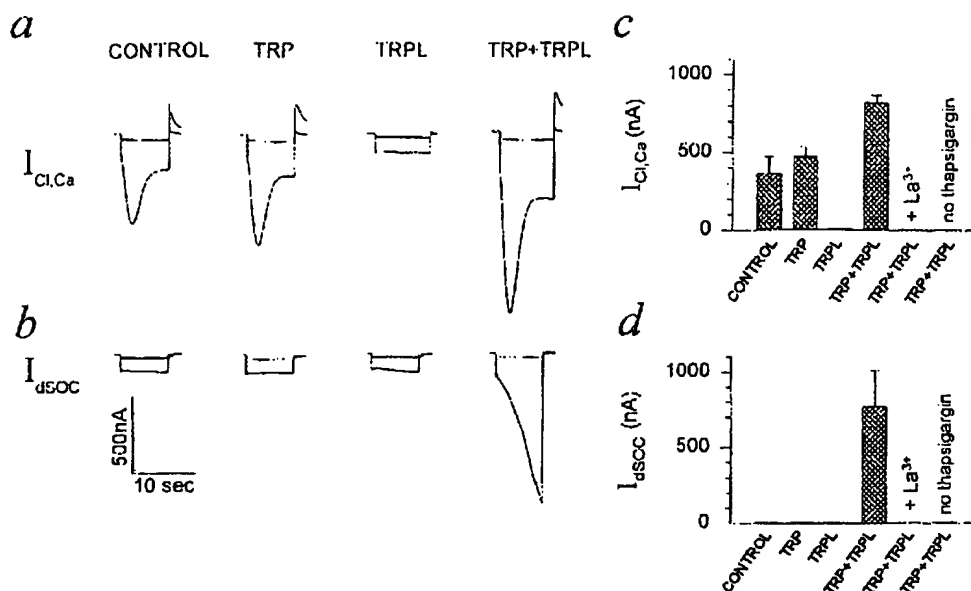 a
CONTROL TRP TRPL TRP+TRPL
I Cl,Ca
b
I dSOC
500nA
10 sec
c
I Cl,Ca (nA)
1000
500
0
+ La3+
no thapsigargin
CONTROL
TRP
TRPL
TRP+TRPL
TRP+TRPL
TRP+TRPL
d
I dSOC (nA)
1000
500
0
+ La3+
no thapsigargin
CONTROL
TRP
TRPL
TRP+TRPL
TRP+TRPL
TRP+TRPL